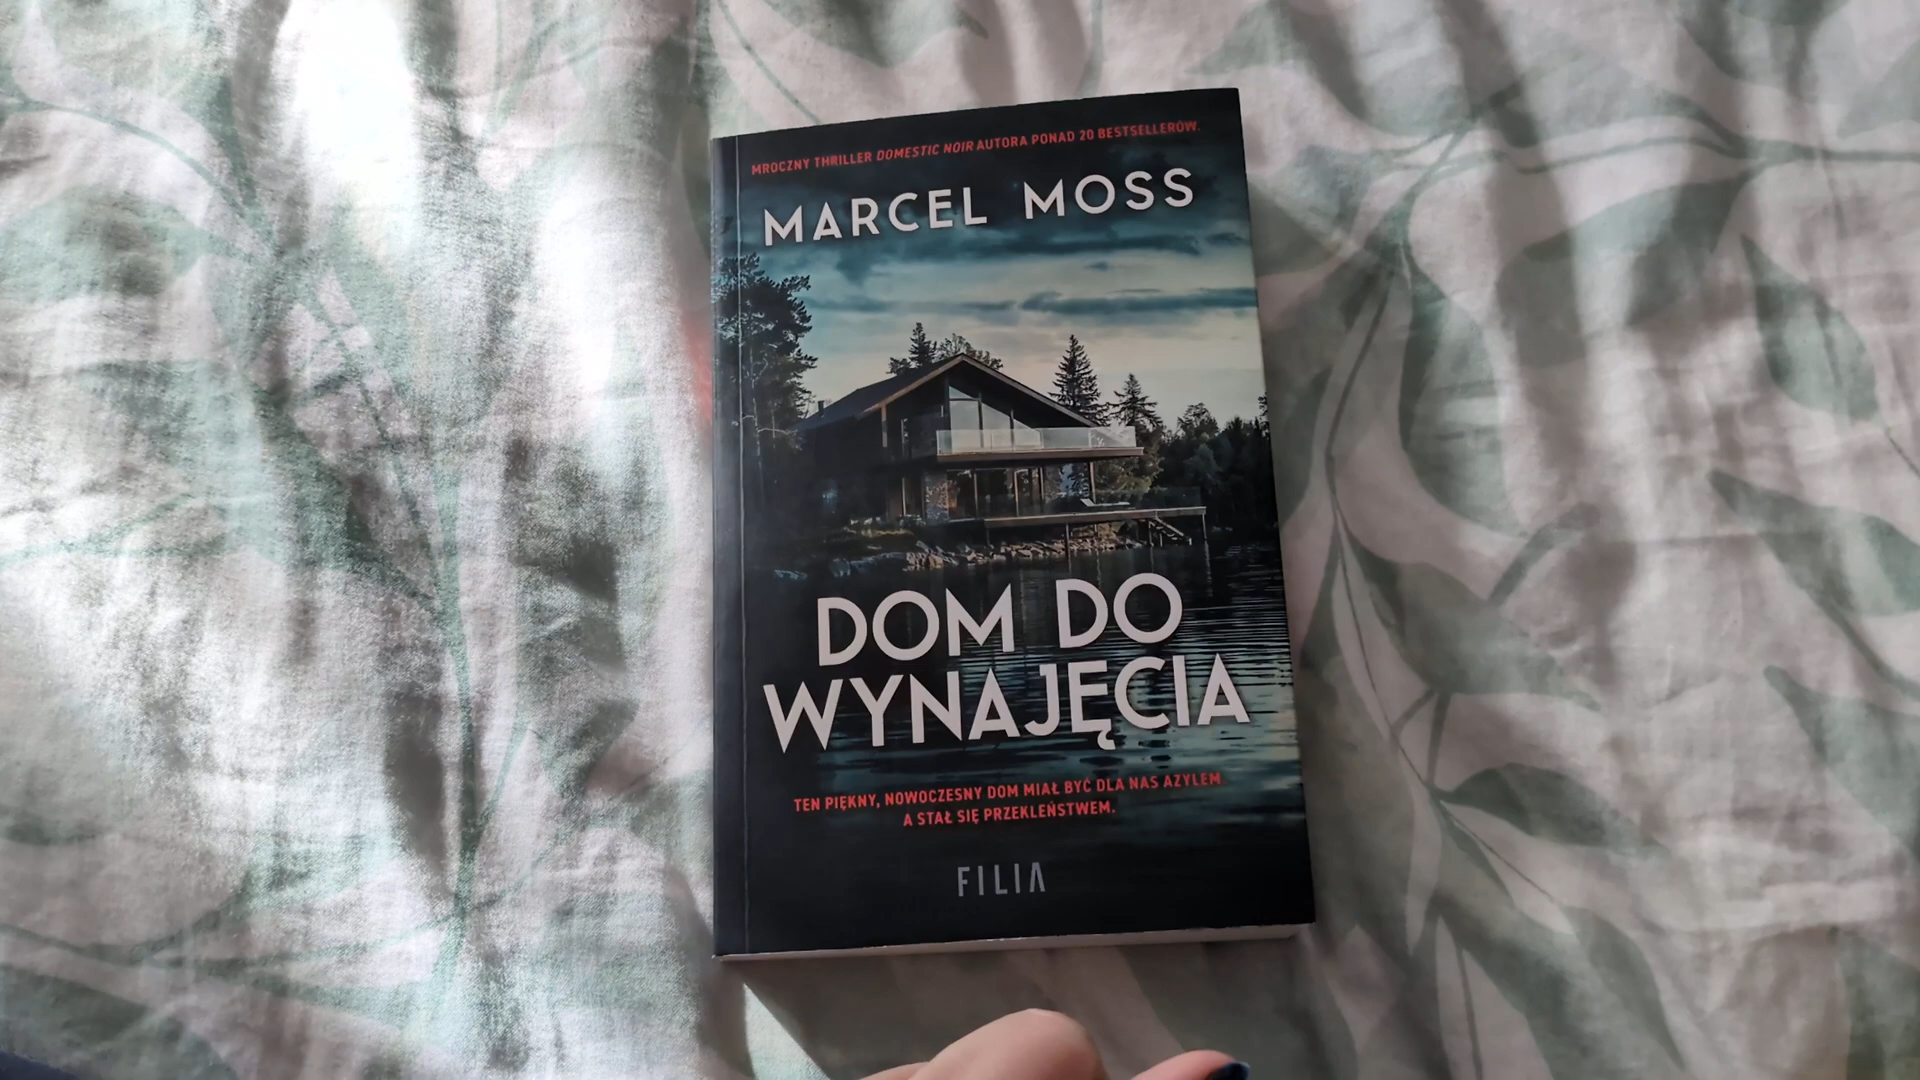 MROCZNY THRILLER DOMESTIC NOIR AUTORA PONAD 20 BESTSELLERÓW.
MARCEL MOSS
DOM DO
WYNAJĘCIA
TEN PIĘKNY, NOWOCZESNY DOM MIAŁ BYĆ DLA NAS AZYLEM
A STAŁ SIĘ PRZEKLEŃSTWEM.
FILIA